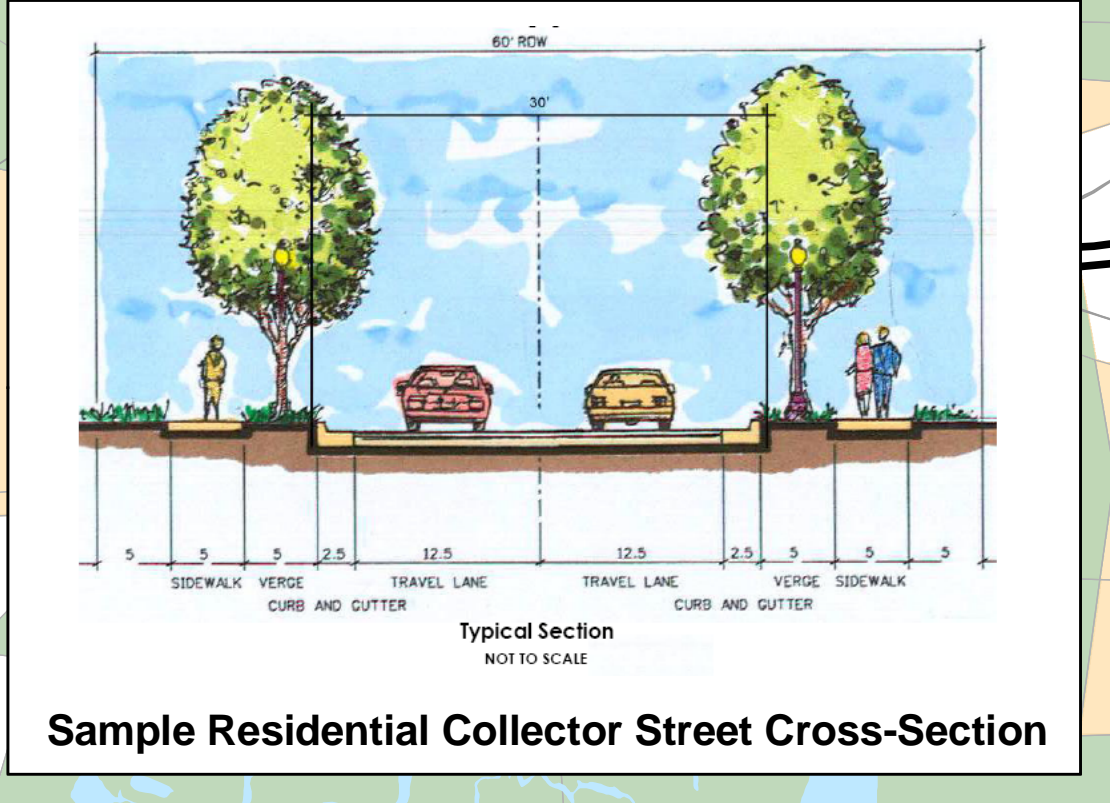 60' ROW
30'
5 5 5 2.5 12.5 12.5 2.5 5 5 5
SIDEWALK VERGE TRAVEL LANE TRAVEL LANE VERGE SIDEWALK
CURB AND GUTTER CURB AND GUTTER
Typical Section
NOT TO SCALE
Sample Residential Collector Street Cross-Section